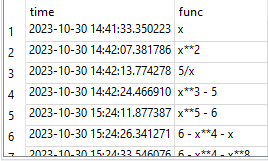 time func
1 2023-10-30 14:41:33.350223 x
2 2023-10-30 14:42:07.381786 x**2
3 2023-10-30 14:42:13.774278 5/x
4 2023-10-30 14:42:24.466910 x**3 - 5
5 2023-10-30 15:24:11.877387 x**5 - 6
6 2023-10-30 15:24:26.341271 6 - x**4 - x
7 2023-10-30 15:24:33.546076 6 - x**4 - x**8